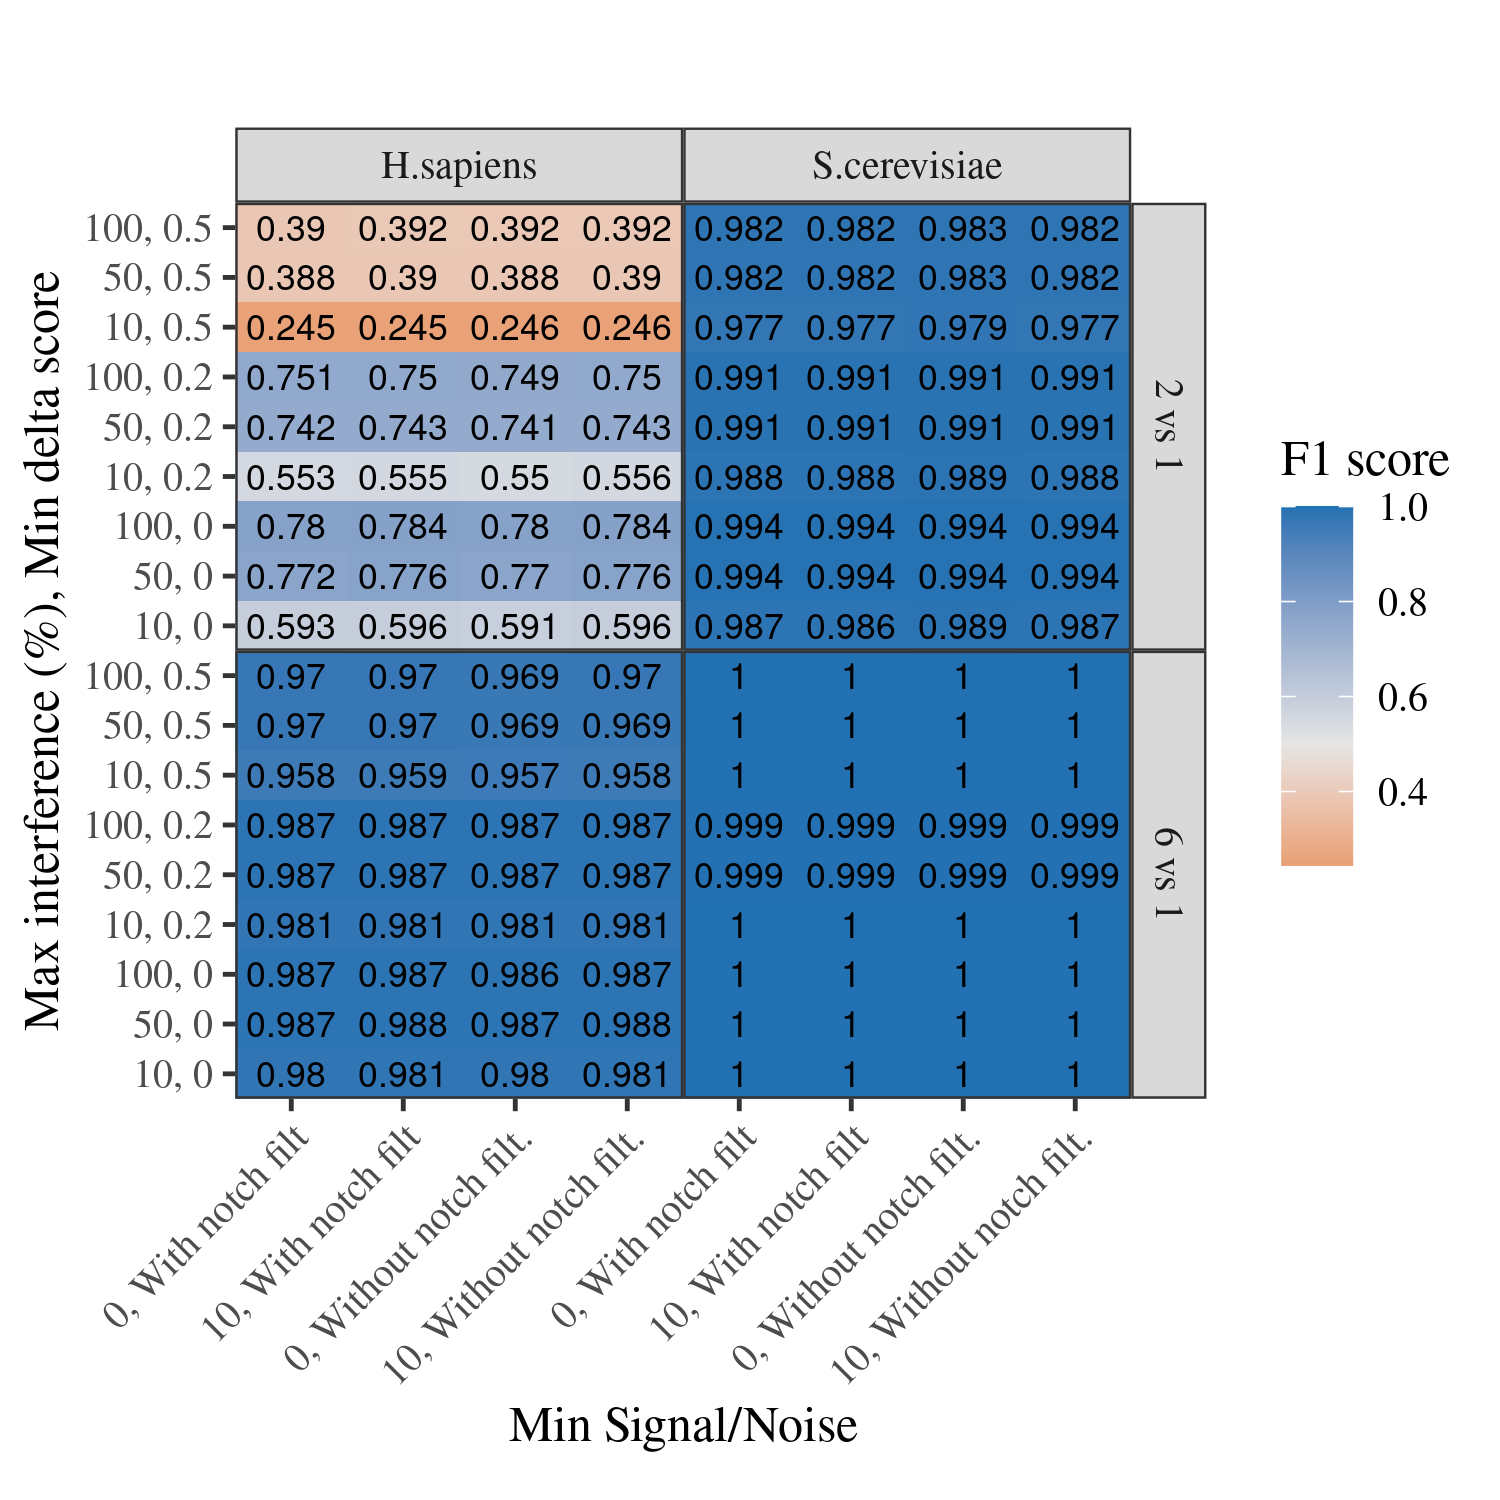 H.sapiens S.cerevisiae
100, 0.5 0.39 0.392 0.392 0.392 0.982 0.982 0.983 0.982
50, 0.5 0.388 0.39 0.388 0.39 0.982 0.982 0.983 0.982
10, 0.5 0.245 0.245 0.246 0.246 0.977 0.977 0.979 0.977
100, 0.2 0.751 0.75 0.749 0.75 0.991 0.991 0.991 0.991
50, 0.2 0.742 0.743 0.741 0.743 0.991 0.991 0.991 0.991
10, 0.2 0.553 0.555 0.55 0.556 0.988 0.988 0.989 0.988
100, 0 0.78 0.784 0.78 0.784 0.994 0.994 0.994 0.994
50, 0 0.772 0.776 0.77 0.776 0.994 0.994 0.994 0.994
10, 0 0.593 0.596 0.591 0.596 0.987 0.986 0.989 0.987
2 vs 1
100, 0.5 0.97 0.97 0.969 0.97 1 1 1 1
50, 0.5 0.97 0.97 0.969 0.969 1 1 1 1
10, 0.5 0.958 0.959 0.957 0.958 1 1 1 1
100, 0.2 0.987 0.987 0.987 0.987 0.999 0.999 0.999 0.999
50, 0.2 0.987 0.987 0.987 0.987 0.999 0.999 0.999 0.999
10, 0.2 0.981 0.981 0.981 0.981 1 1 1 1
100, 0 0.987 0.987 0.986 0.987 1 1 1 1
50, 0 0.987 0.988 0.987 0.988 1 1 1 1
10, 0 0.98 0.981 0.98 0.981 1 1 1 1
6 vs 1
Max interference (%), Min delta score
0, With notch filt
10, With notch filt
0, Without notch filt.
10, Without notch filt.
0, With notch filt
10, With notch filt
0, Without notch filt.
10, Without notch filt.
Min Signal/Noise
F1 score
1.0
0.8
0.6
0.4